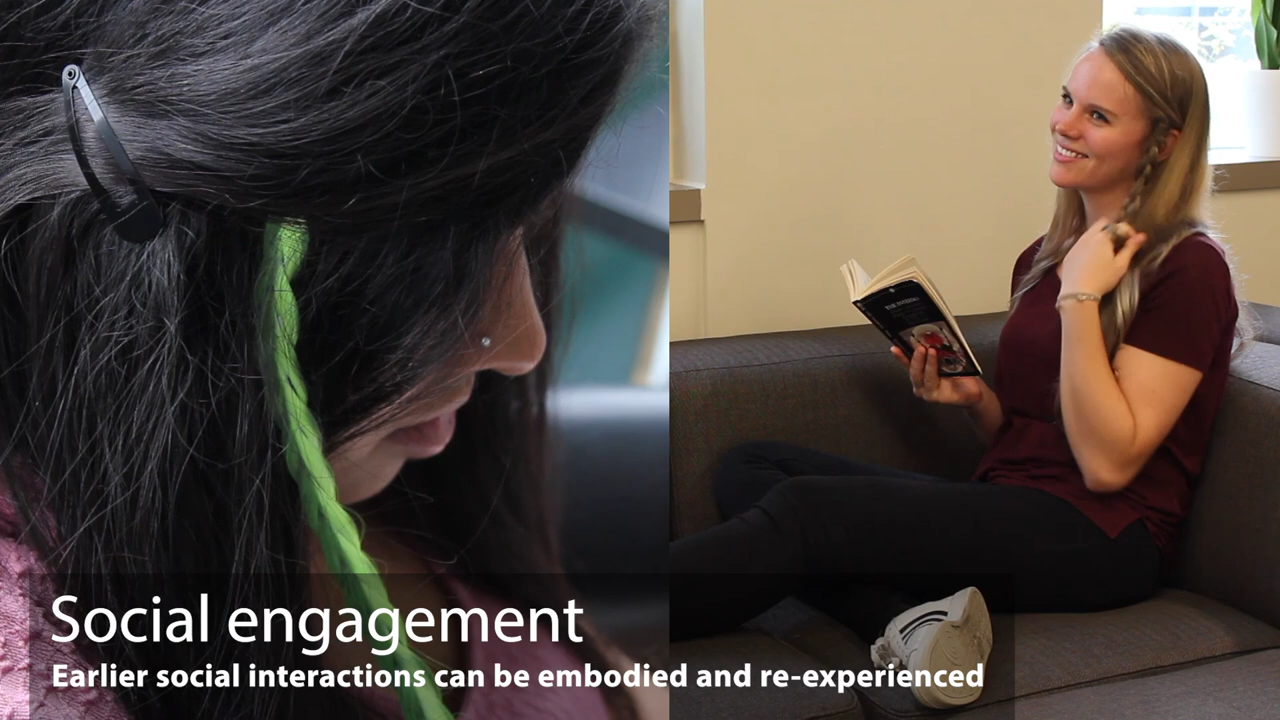 Social engagement
Earlier social interactions can be embodied and re-experienced